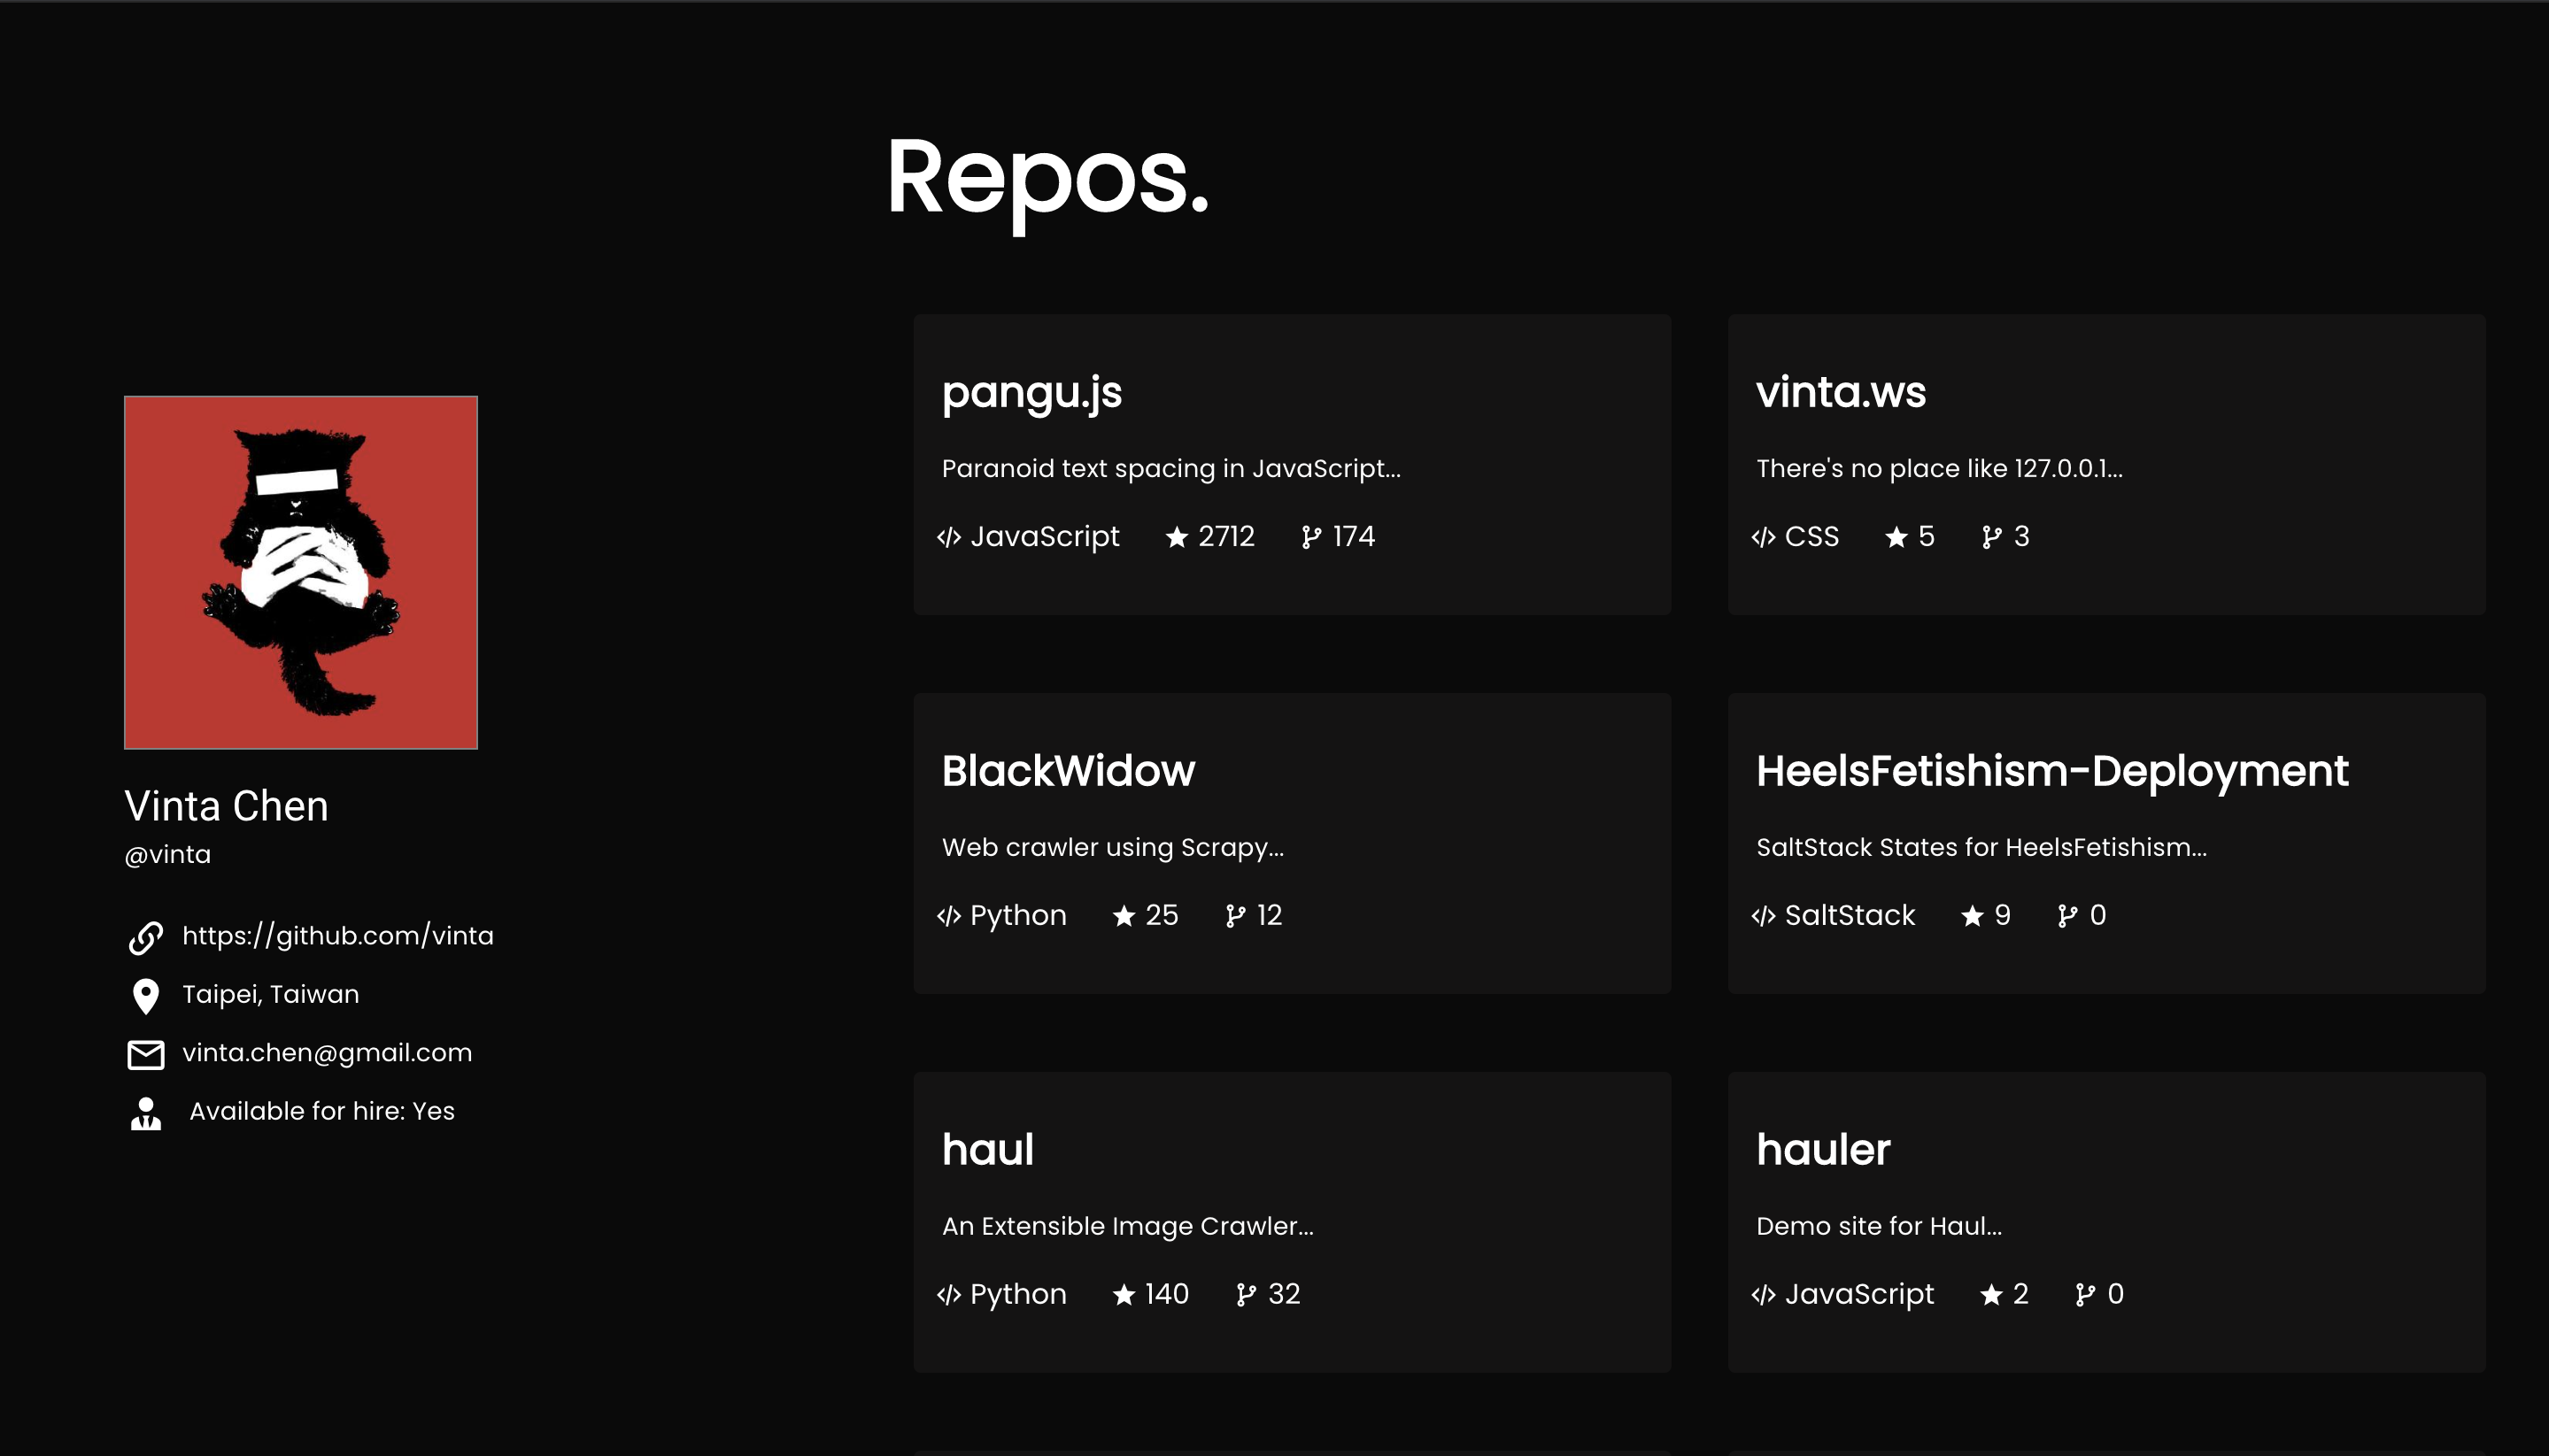 Repos.
Vinta Chen
@vinta
https://github.com/vinta
Taipei, Taiwan
vinta.chen@gmail.com
Available for hire: Yes
pangu.js
Paranoid text spacing in JavaScript...
JavaScript 2712 174
vinta.ws
There's no place like 127.0.0.1...
CSS 5 3
BlackWidow
Web crawler using Scrapy...
Python 25 12
HeelsFetishism-Deployment
SaltStack States for HeelsFetishism...
SaltStack 9 0
haul
An Extensible Image Crawler...
Python 140 32
hauler
Demo site for Haul...
JavaScript 2 0